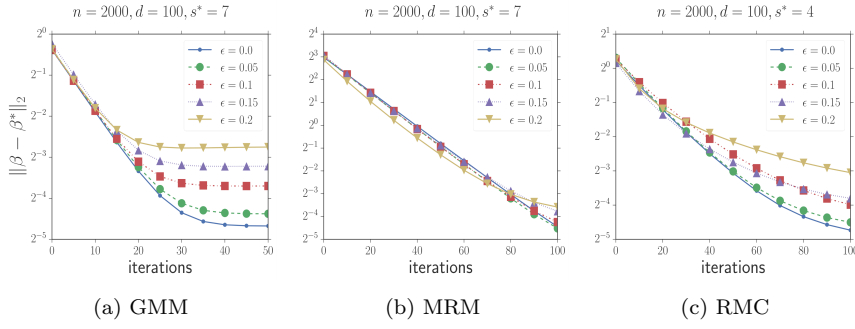 n = 2000, d = 100, s* = 7
2^0
2^−1
2^−2
2^−3
2^−4
2^−5
‖β − β*‖₂
ϵ = 0.0
ϵ = 0.05
ϵ = 0.1
ϵ = 0.15
ϵ = 0.2
0 10 20 30 40 50
iterations
(a) GMM
n = 2000, d = 100, s* = 7
2^4
2^3
2^2
2^1
2^0
2^−1
2^−2
2^−3
2^−4
2^−5
ϵ = 0.0
ϵ = 0.05
ϵ = 0.1
ϵ = 0.15
ϵ = 0.2
0 20 40 60 80 100
iterations
(b) MRM
n = 2000, d = 100, s* = 4
2^2
2^1
2^0
2^−1
2^−2
2^−3
2^−4
2^−5
ϵ = 0.0
ϵ = 0.05
ϵ = 0.1
ϵ = 0.15
ϵ = 0.2
0 20 40 60 80 100
iterations
(c) RMC